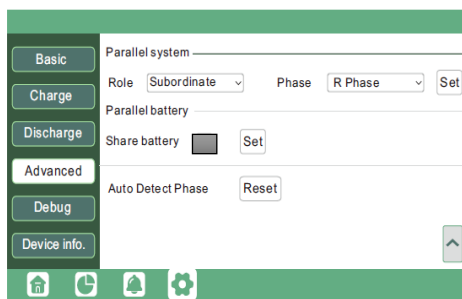 Basic
Charge
Discharge
Advanced
Debug
Device info.
Parallel system
Role Subordinate Phase R Phase Set
Parallel battery
Share battery Set
Auto Detect Phase Reset